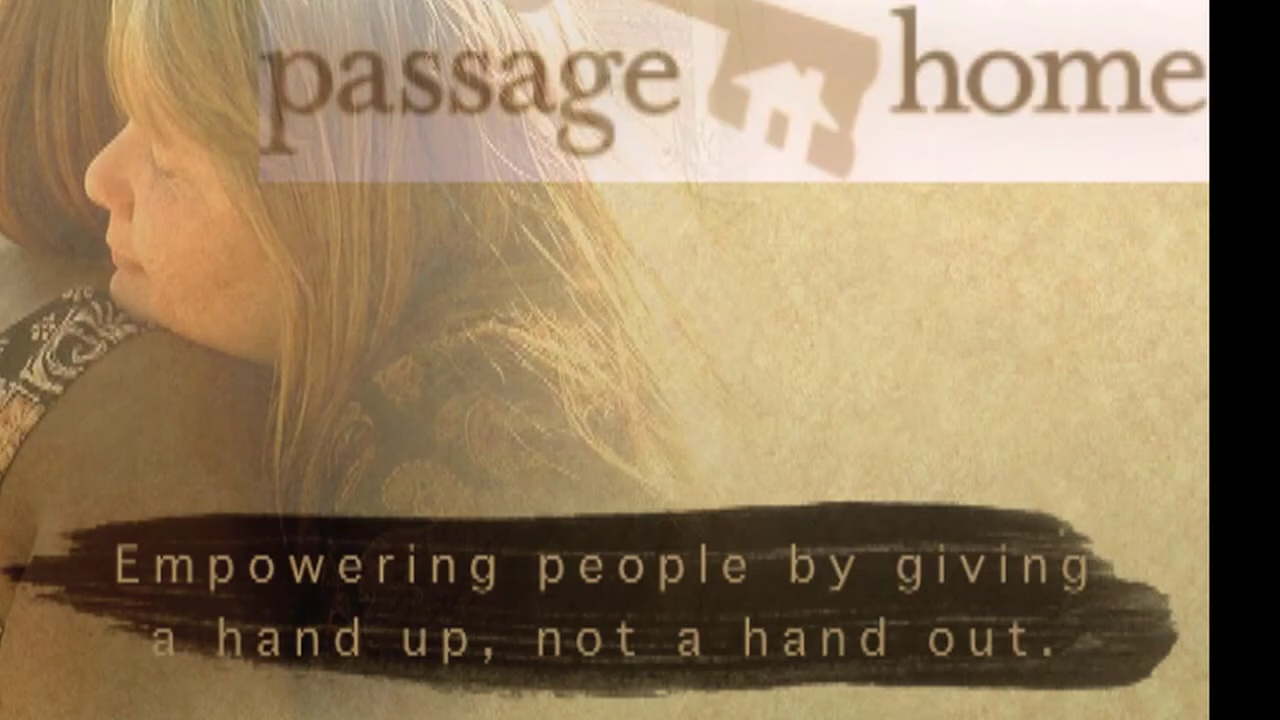 passage home
Empowering people by giving
a hand up, not a hand out.